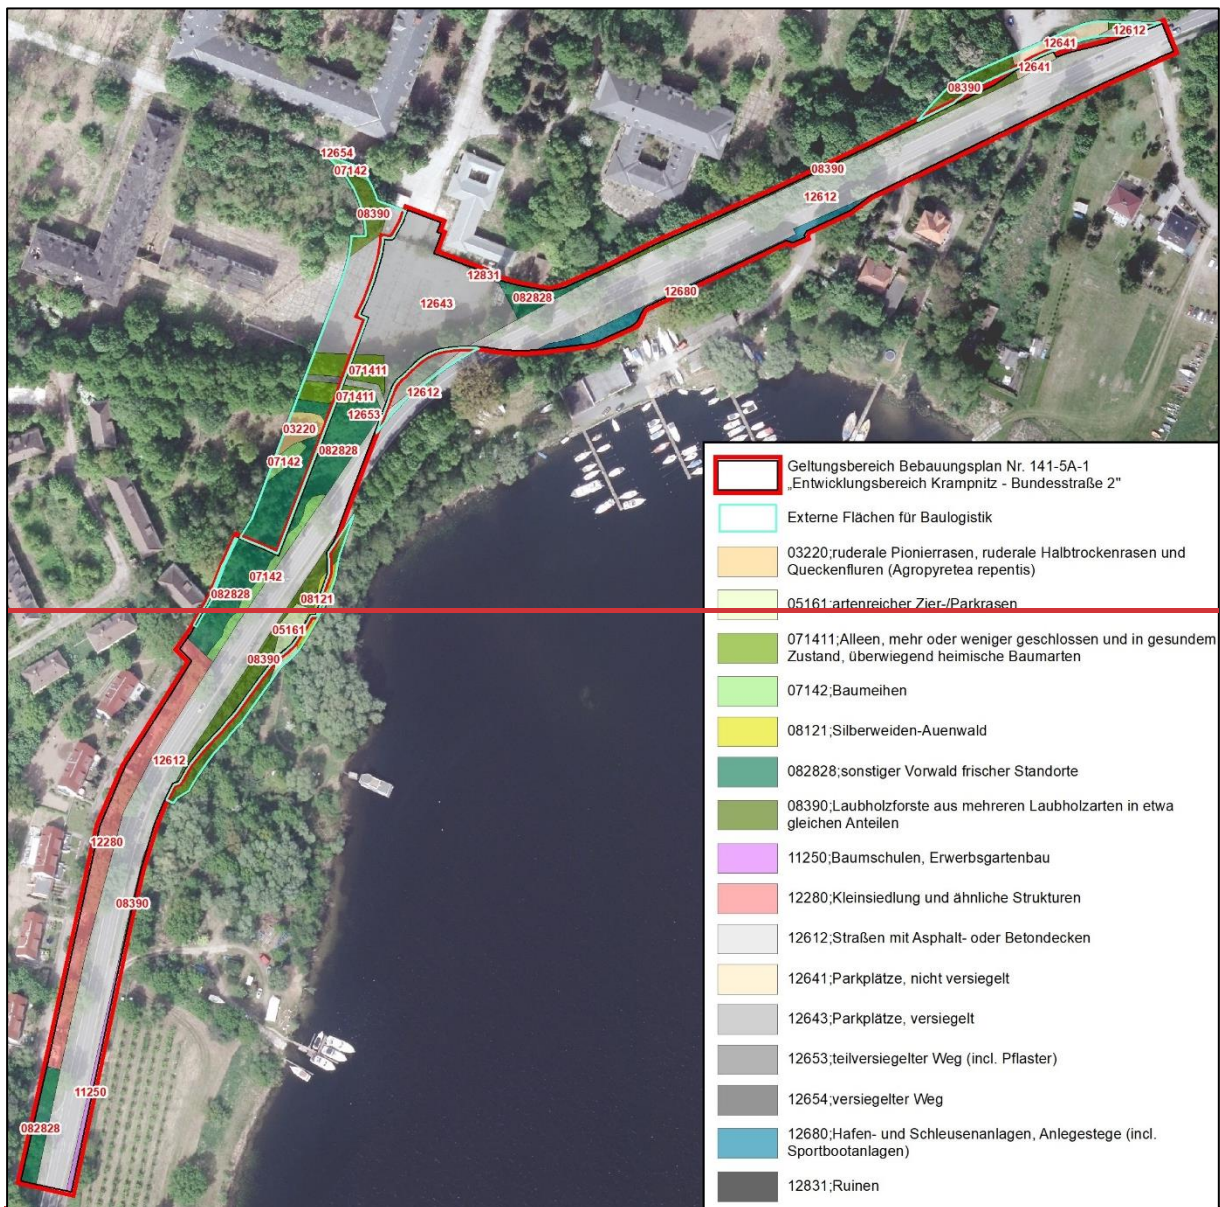 12612
12641
12641
08390
12654
07142
08390
08390
12612
12831
12680
082828
12643
071411
071411
12612
12653
03220
082828
07142
07142
082828
08121
05161
08390
12612
12280
08390
11250
082828
Geltungsbereich Bebauungsplan Nr. 141-5A-1
„Entwicklungsbereich Krampnitz - Bundesstraße 2"
Externe Flächen für Baulogistik
03220;ruderale Pionierrasen, ruderale Halbtrockenrasen und
Queckenfluren (Agropyretea repentis)
05161;artenreicher Zier-/Parkrasen
071411;Alleen, mehr oder weniger geschlossen und in gesundem
Zustand, überwiegend heimische Baumarten
07142;Baumeihen
08121;Silberweiden-Auenwald
082828;sonstiger Vorwald frischer Standorte
08390;Laubholzforste aus mehreren Laubholzarten in etwa
gleichen Anteilen
11250;Baumschulen, Erwerbsgartenbau
12280;Kleinsiedlung und ähnliche Strukturen
12612;Straßen mit Asphalt- oder Betondecken
12641;Parkplätze, nicht versiegelt
12643;Parkplätze, versiegelt
12653;teilversiegelter Weg (incl. Pflaster)
12654;versiegelter Weg
12680;Hafen- und Schleusenanlagen, Anlegestege (incl.
Sportbootanlagen)
12831;Ruinen